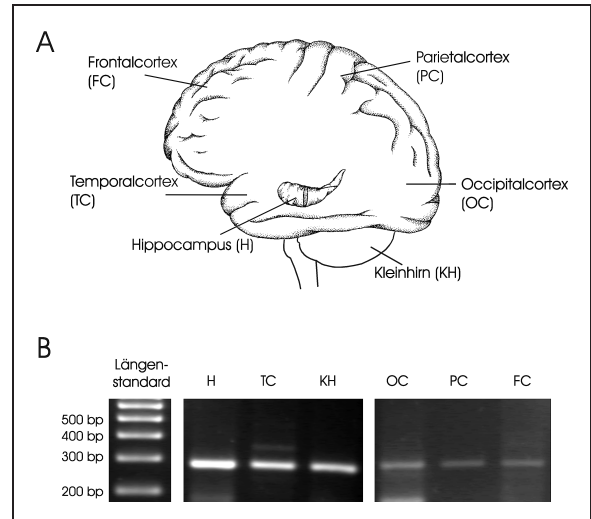 A
Frontalcortex
(FC)
Parietalcortex
(PC)
Temporalcortex
(TC)
Occipitalcortex
(OC)
Hippocampus (H)
Kleinhirn (KH)
B
Längen-
standard
H TC KH OC PC FC
500 bp
400 bp
300 bp
200 bp